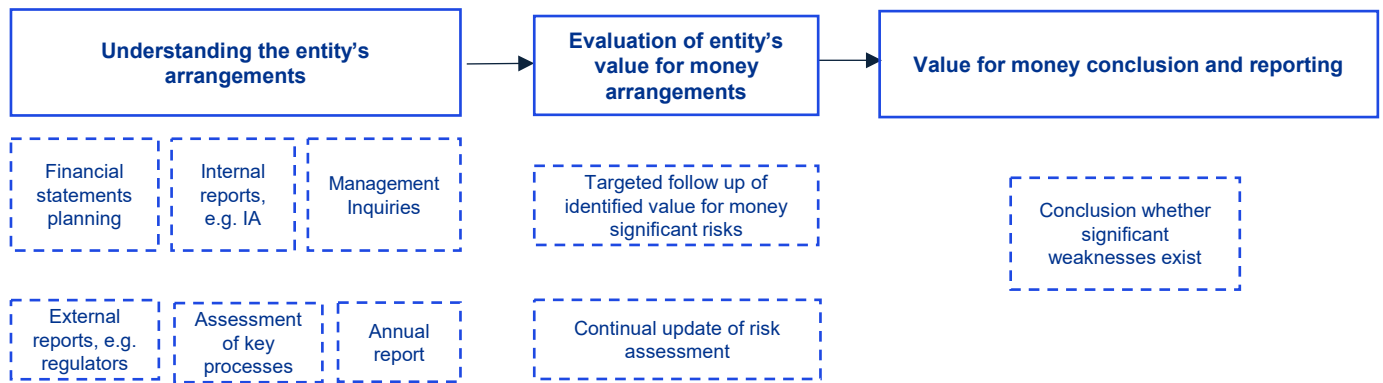 Understanding the entity’s
arrangements
Evaluation of entity’s
value for money
arrangements
Value for money conclusion and reporting
Financial
statements
planning
Internal
reports,
e.g. IA
Management
Inquiries
Targeted follow up of
identified value for money
significant risks
Conclusion whether
significant
weaknesses exist
External
reports, e.g.
regulators
Assessment
of key
processes
Annual
report
Continual update of risk
assessment